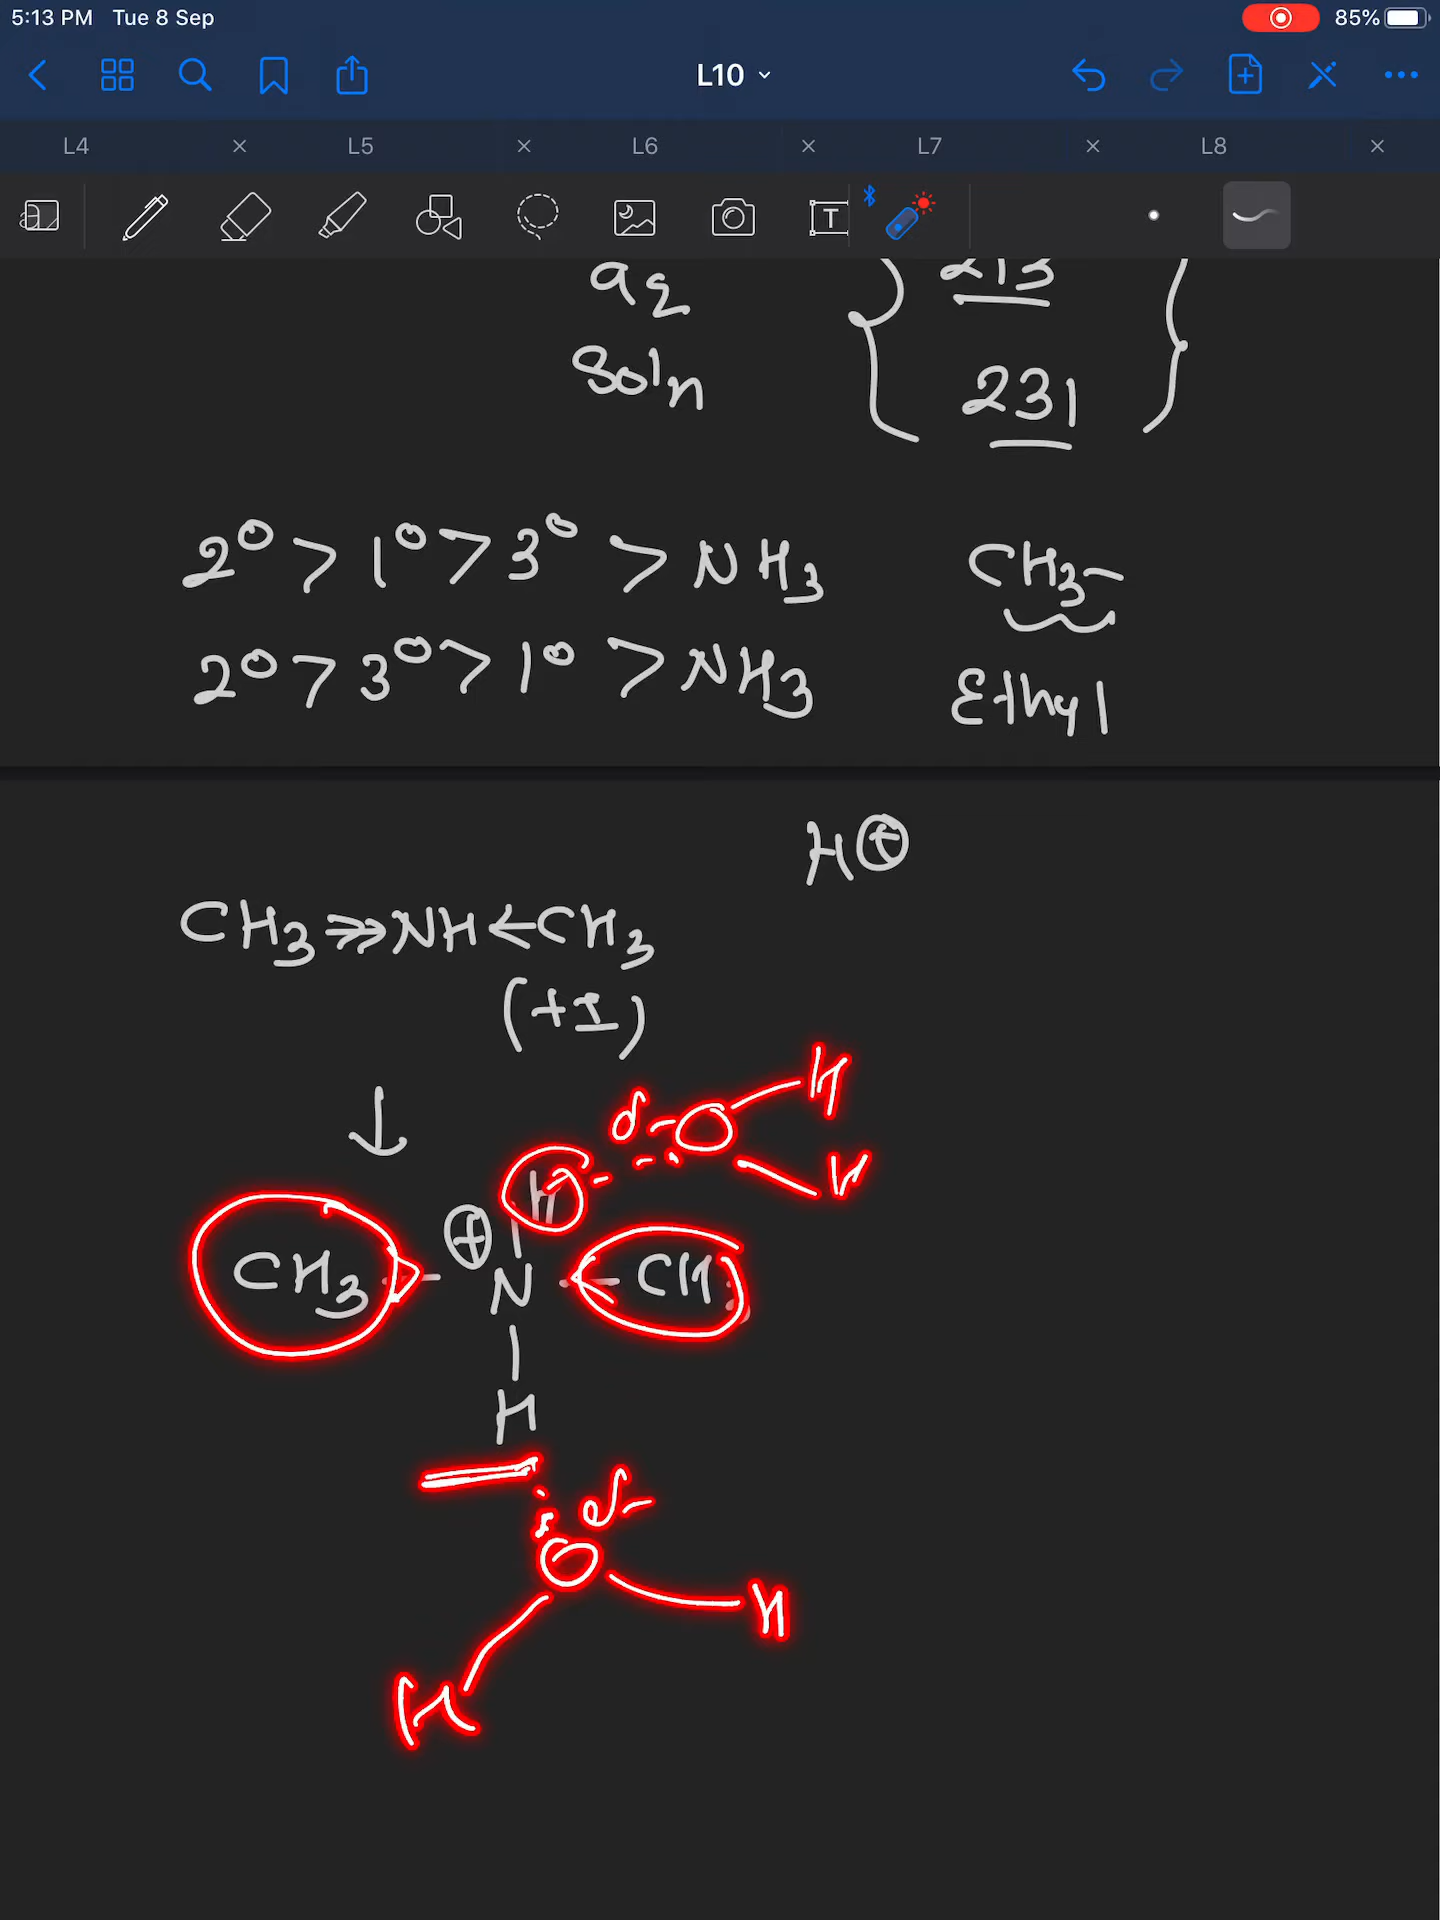 5:13 PM Tue 8 Sep 85%
L10
L4 × L5 × L6 × L7 × L8 ×
T
aq 213
Soln 231
2° > 1° > 3° > NH3 CH3-
2° > 3° > 1° > NH3 Ethyl
H⊕
CH3→>NH←CH3
(+I)
↓
δ- O H
H H
CH3 ⊕ N CH3
H
δ-
O H
H